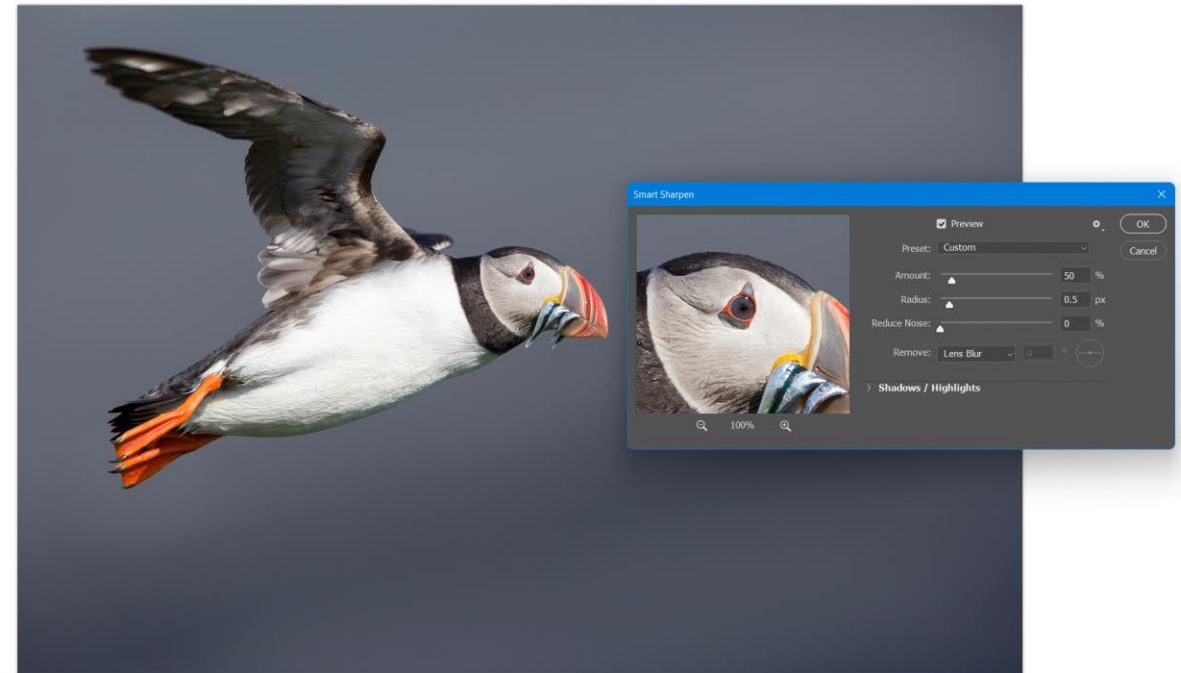 Smart Sharpen
Preview
OK
Preset: Custom
Cancel
Amount: 50 %
Radius: 0.5 px
Reduce Noise: 0 %
Remove: Lens Blur 0 °
Shadows / Highlights
100%